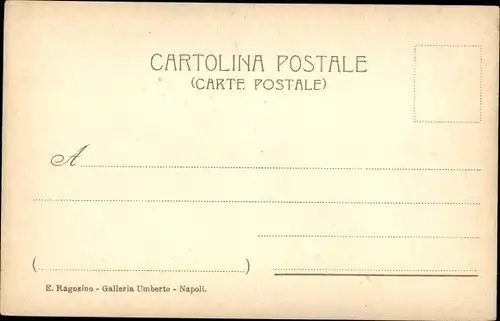 CARTOLINA POSTALE
(CARTE POSTALE)
A
( )
E. Ragozino - Galleria Umberto - Napoli.